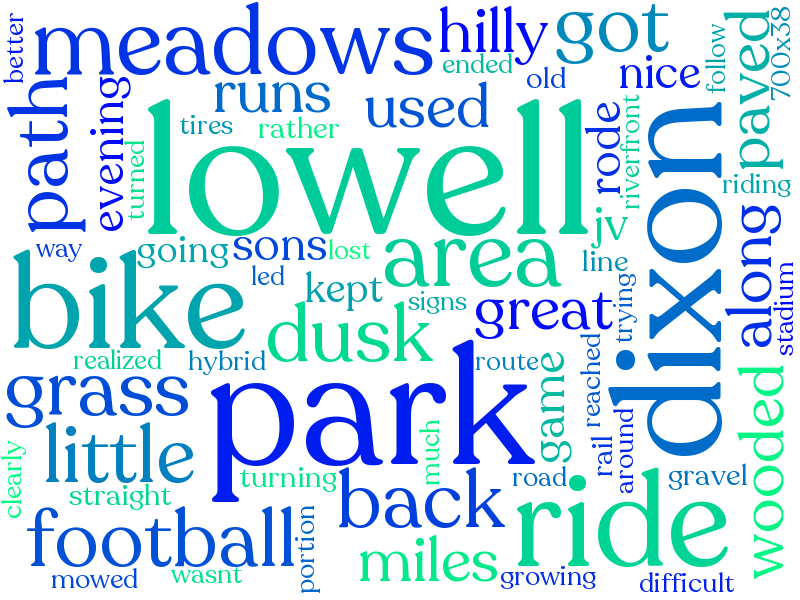 better
meadows
hilly
got
ended
old
nice
follow
paved
700x38
path
evening
runs
used
tires
rather
turned
lowell
rode
riverfront
dixon
riding
jv
way
going
sons
lost
area
line
along
stadium
led
kept
signs
great
trying
bike
dusk
realized
hybrid
route
reached
grass
park
game
little
much
rail
around
wooded
clearly
straight
turning
back
road
gravel
football
portion
ride
miles
mowed
wasnt
growing
difficult